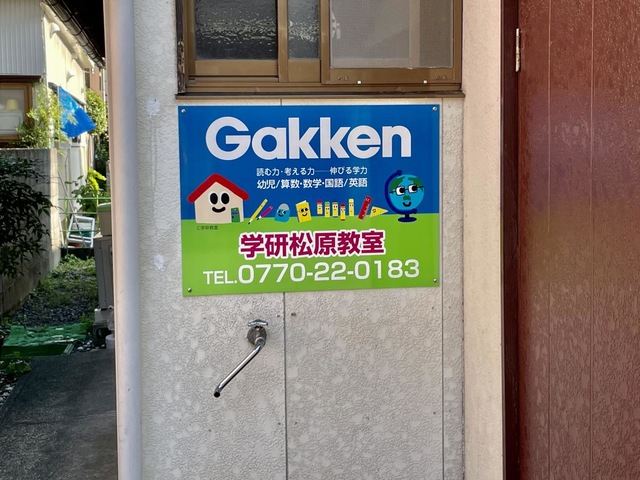 Gakken
読む力・考える力──伸びる学力
幼児/算数・数学・国語/英語
学研松原教室
TEL.0770-22-0183